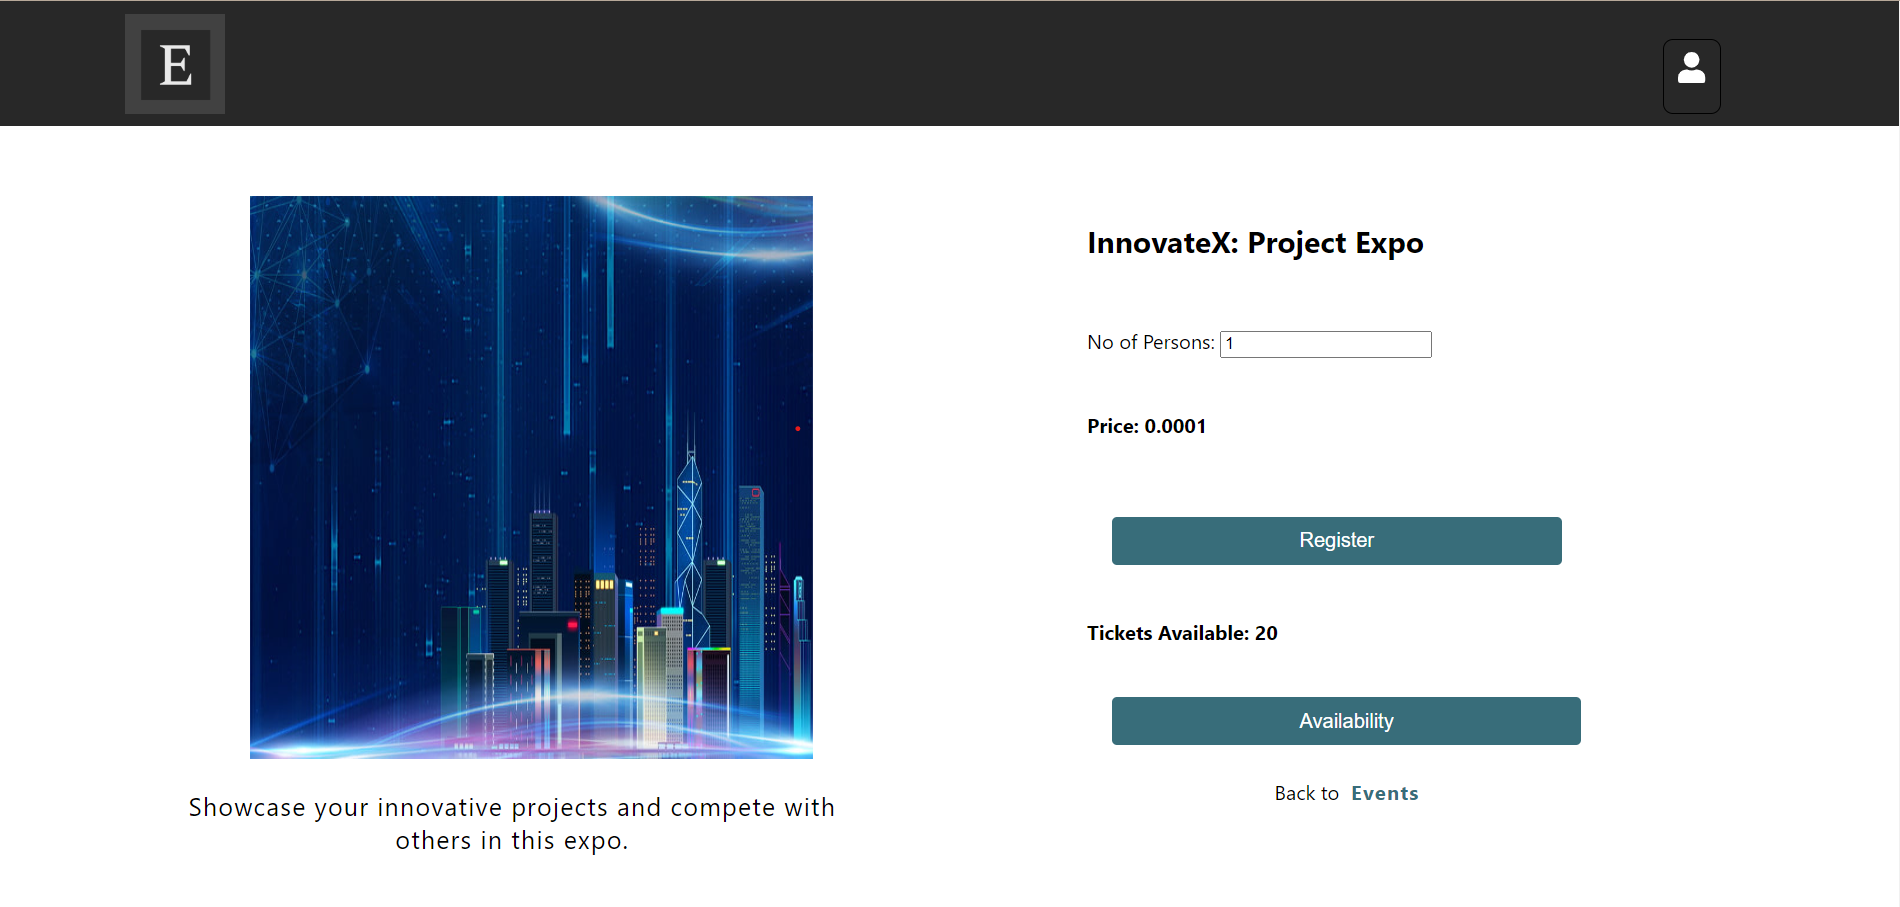 E
InnovateX: Project Expo
No of Persons: 1
Price: 0.0001
Register
Tickets Available: 20
Availability
Back to Events
Showcase your innovative projects and compete with
others in this expo.